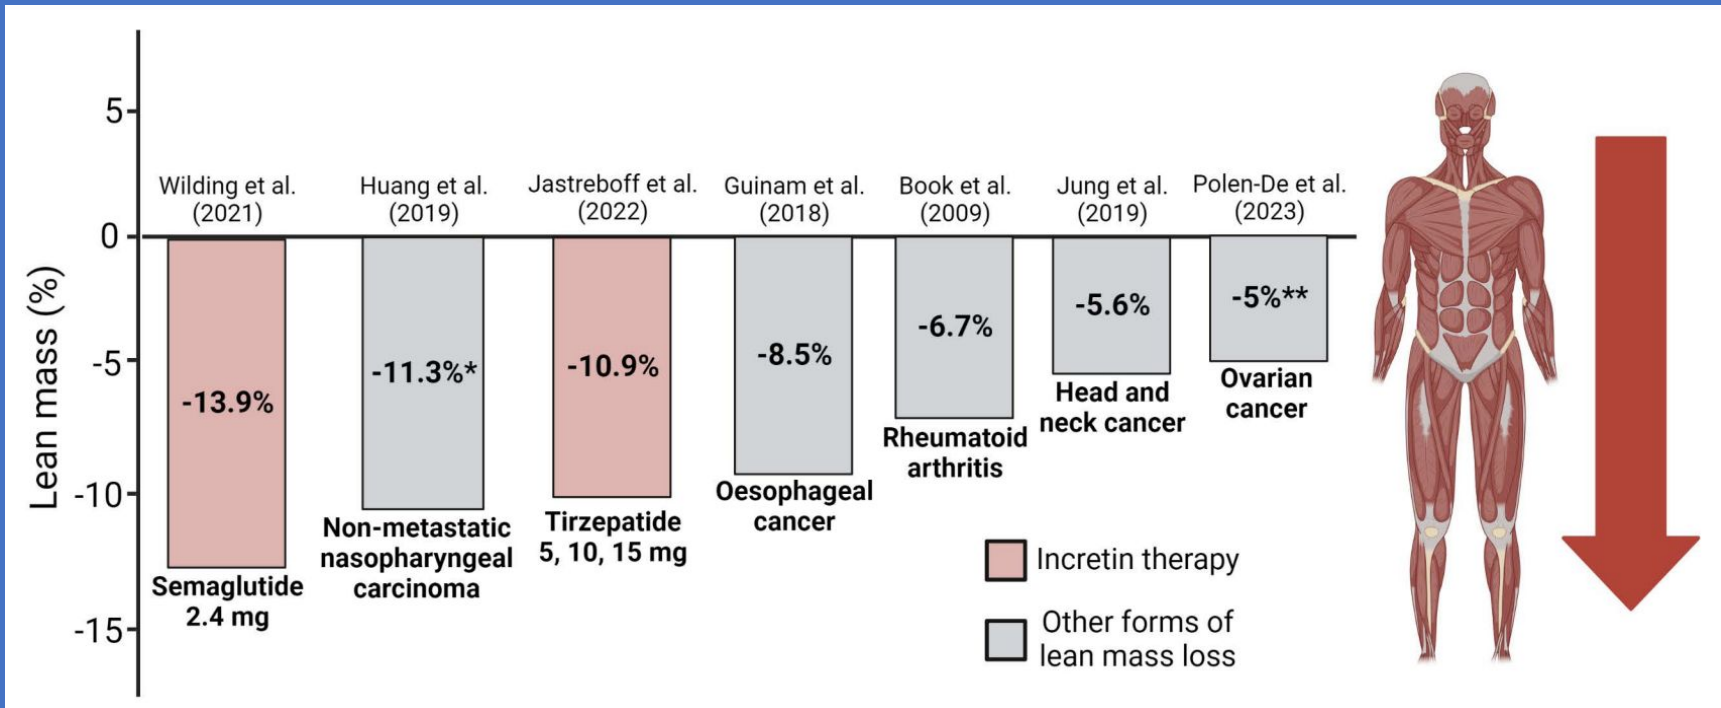 5
0
-5
-10
-15
Lean mass (%)
Wilding et al.
(2021)
Huang et al.
(2019)
Jastreboff et al.
(2022)
Guinam et al.
(2018)
Book et al.
(2009)
Jung et al.
(2019)
Polen-De et al.
(2023)
-13.9%
-11.3%*
-10.9%
-8.5%
-6.7%
-5.6%
-5%**
Semaglutide
2.4 mg
Non-metastatic
nasopharyngeal
carcinoma
Tirzepatide
5, 10, 15 mg
Oesophageal
cancer
Rheumatoid
arthritis
Head and
neck cancer
Ovarian
cancer
Incretin therapy
Other forms of
lean mass loss